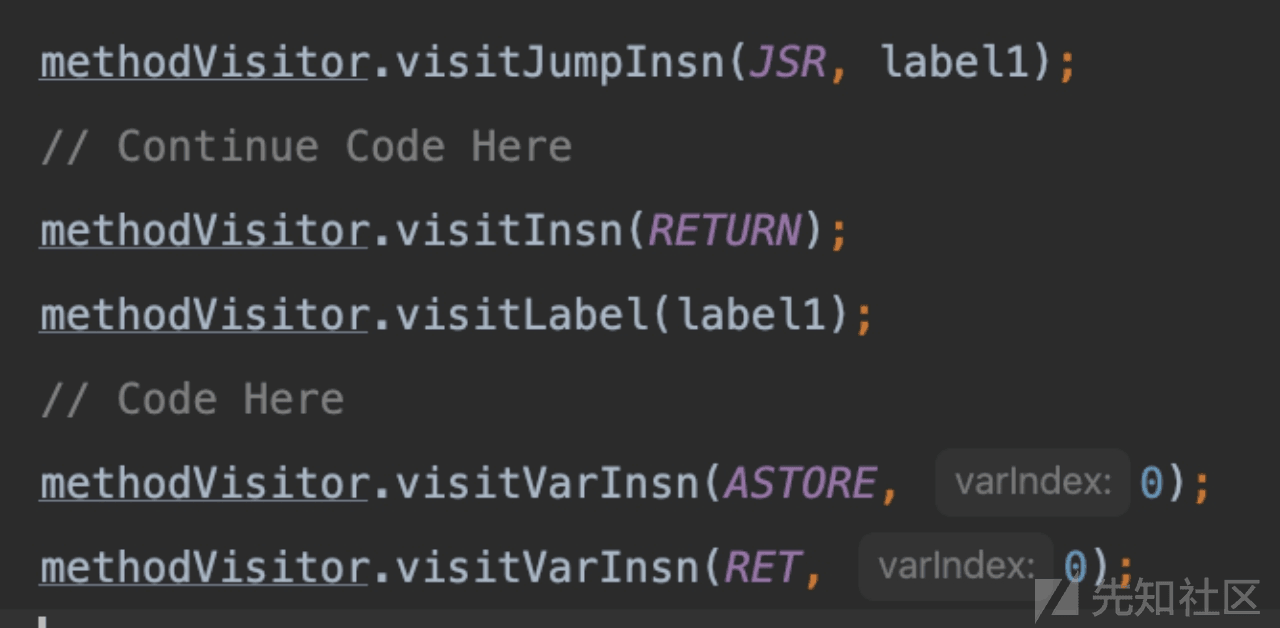 methodVisitor.visitJumpInsn(JSR, label1);
// Continue Code Here
methodVisitor.visitInsn(RETURN);
methodVisitor.visitLabel(label1);
// Code Here
methodVisitor.visitVarInsn(ASTORE, varIndex: 0);
methodVisitor.visitVarInsn(RET, varIndex: 0);
先知社区